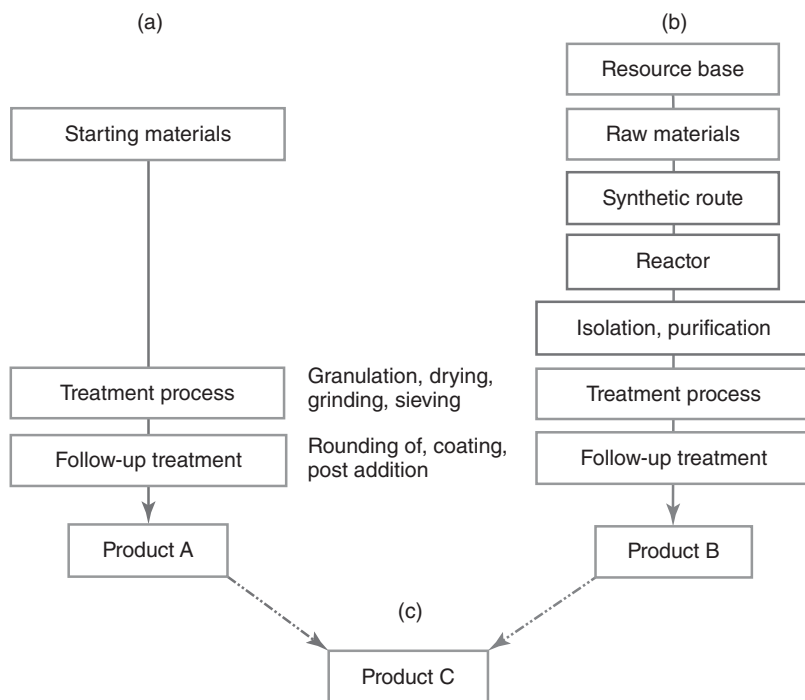 (a)
Starting materials
Treatment process
Granulation, drying,
grinding, sieving
Follow-up treatment
Rounding of, coating,
post addition
Product A
(b)
Resource base
Raw materials
Synthetic route
Reactor
Isolation, purification
Treatment process
Follow-up treatment
Product B
(c)
Product C